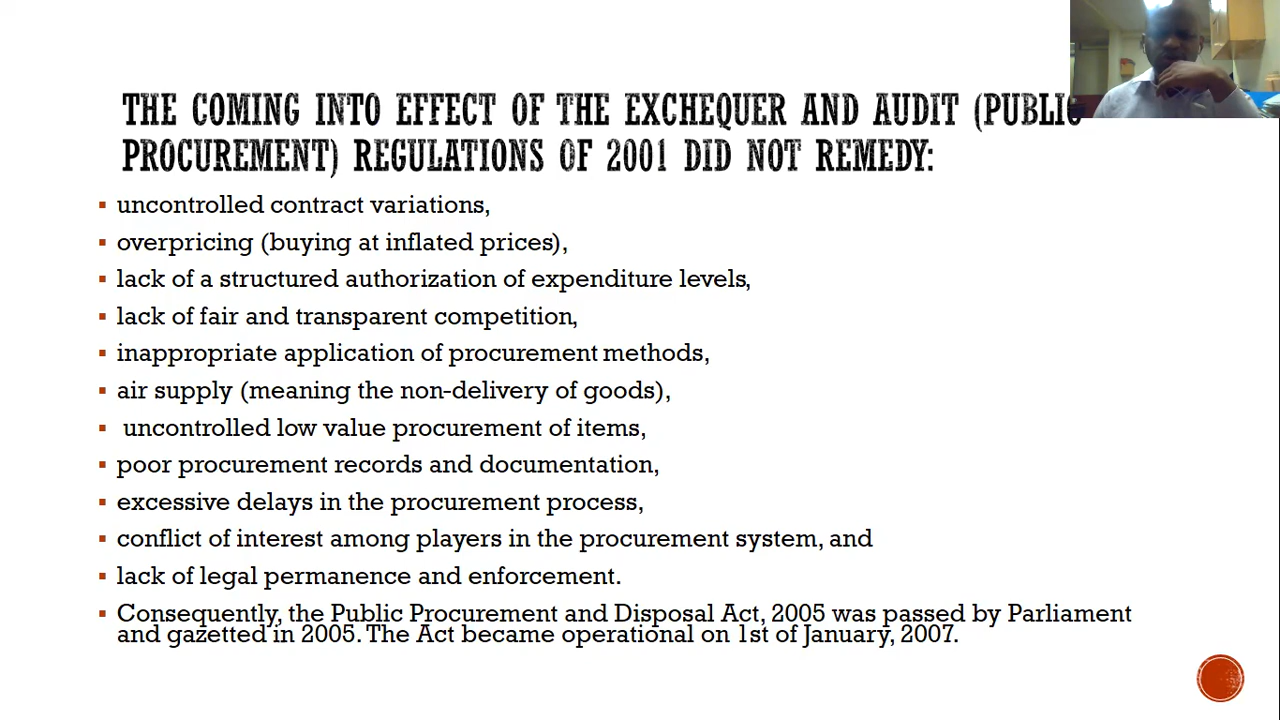 THE COMING INTO EFFECT OF THE EXCHEQUER AND AUDIT (PUBLIC
PROCUREMENT) REGULATIONS OF 2001 DID NOT REMEDY:
▪ uncontrolled contract variations,
▪ overpricing (buying at inflated prices),
▪ lack of a structured authorization of expenditure levels,
▪ lack of fair and transparent competition,
▪ inappropriate application of procurement methods,
▪ air supply (meaning the non-delivery of goods),
▪ uncontrolled low value procurement of items,
▪ poor procurement records and documentation,
▪ excessive delays in the procurement process,
▪ conflict of interest among players in the procurement system, and
▪ lack of legal permanence and enforcement.
▪ Consequently, the Public Procurement and Disposal Act, 2005 was passed by Parliament
and gazetted in 2005. The Act became operational on 1st of January, 2007.